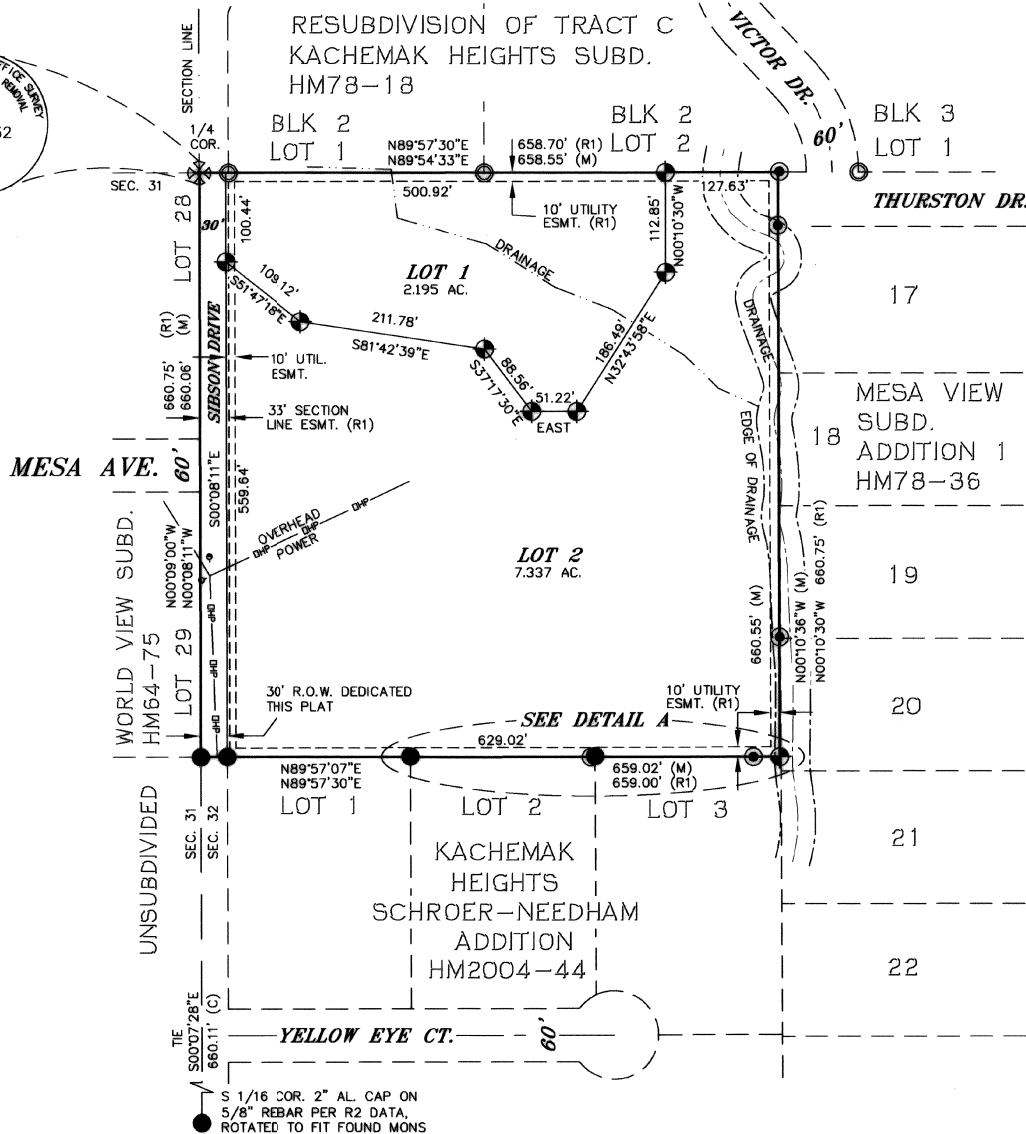 RESUBDIVISION OF TRACT C
KACHEMAK HEIGHTS SUBD.
HM78-18
SECTION LINE
VICTOR DR.
60'
OFFICE SURVEY
REMOVAL
1/4
COR.
BLK 2
LOT 1
BLK 2
LOT 2
BLK 3
LOT 1
N89°57'30"E
N89°54'33"E
658.70' (R1)
658.55' (M)
SEC. 31
THURSTON DR.
LOT 28
30'
100.44'
500.92'
10' UTILITY
ESMT. (R1)
112.85'
N00°10'30"W
127.63'
DRAINAGE
LOT 1
2.195 AC.
109.12'
S51°47'18"E
211.78'
S81°42'39"E
88.56'
S37°17'30"E
51.22'
EAST
186.49'
N32°43'58"E
DRAINAGE
17
660.75' (R1)
660.06' (M)
SIBSON DRIVE
10' UTIL.
ESMT.
33' SECTION
LINE ESMT. (R1)
MESA VIEW
SUBD.
ADDITION 1
HM78-36
18
EDGE OF DRAINAGE
MESA AVE.
60'
S00°08'11"E
559.64'
OVERHEAD
OHP OHP OHP
POWER
N00°09'00"W
N00°08'11"W
LOT 2
7.337 AC.
19
660.55' (M)
N00°10'36"W (M)
N00°10'30"W 660.75' (R1)
WORLD VIEW SUBD.
HM64-75
LOT 29
OHP
OHP
OHP
30' R.O.W. DEDICATED
THIS PLAT
10' UTILITY
ESMT. (R1)
20
SEE DETAIL A
629.02'
N89°57'07"E
N89°57'30"E
659.02' (M)
659.00' (R1)
LOT 1
LOT 2
LOT 3
UNSUBDIVIDED
SEC. 31
SEC. 32
21
KACHEMAK
HEIGHTS
SCHROER-NEEDHAM
ADDITION
HM2004-44
22
TIE
S00°07'28"E
660.11' (C)
YELLOW EYE CT.
60'
S 1/16 COR. 2" AL. CAP ON
5/8" REBAR PER R2 DATA,
ROTATED TO FIT FOUND MONS